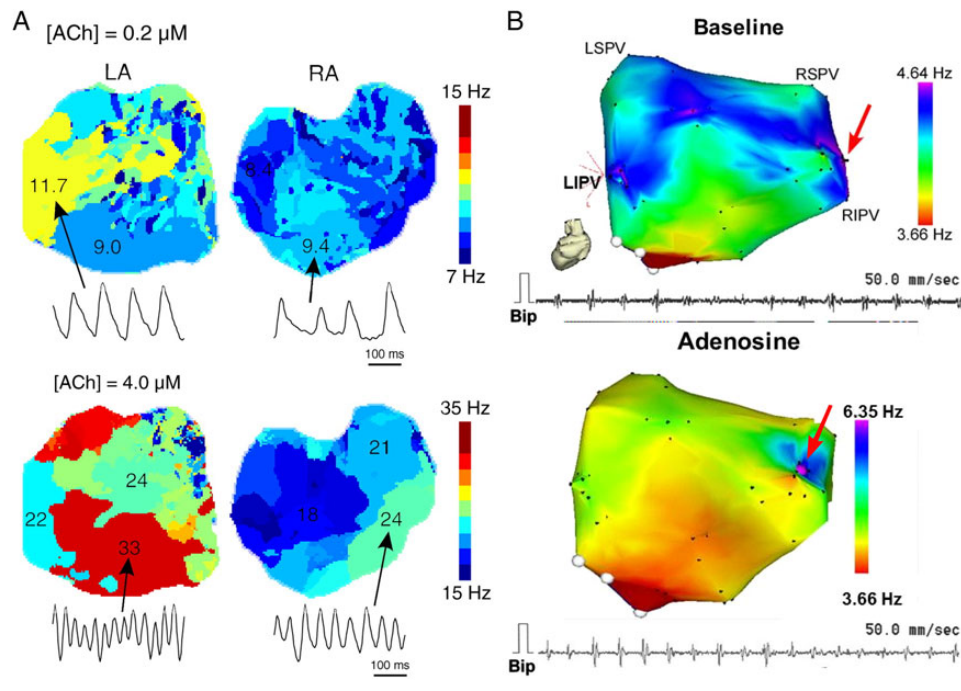 A
[ACh] = 0.2 µM
LA
RA
15 Hz
11.7
9.0
8.4
9.4
7 Hz
100 ms
[ACh] = 4.0 µM
35 Hz
24
22
33
21
18
24
15 Hz
100 ms
B
Baseline
LSPV
RSPV
4.64 Hz
LIPV
RIPV
3.66 Hz
50.0 mm/sec
Bip
Adenosine
6.35 Hz
3.66 Hz
50.0 mm/sec
Bip